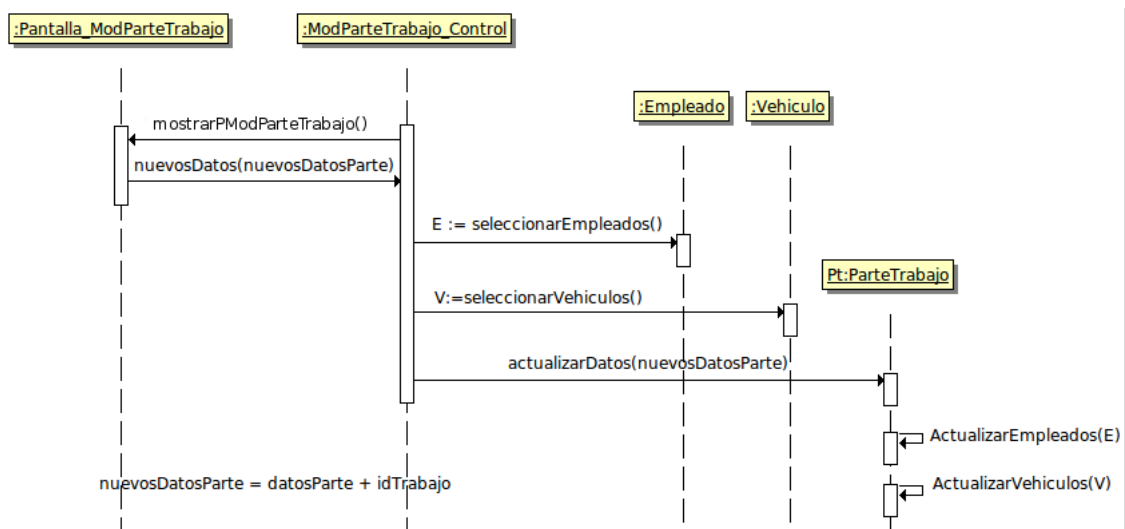 :Pantalla_ModParteTrabajo
:ModParteTrabajo_Control
:Empleado
:Vehiculo
mostrarPModParteTrabajo()
nuevosDatos(nuevosDatosParte)
E := seleccionarEmpleados()
Pt:ParteTrabajo
V:=seleccionarVehiculos()
actualizarDatos(nuevosDatosParte)
ActualizarEmpleados(E)
nuevosDatosParte = datosParte + idTrabajo
ActualizarVehiculos(V)